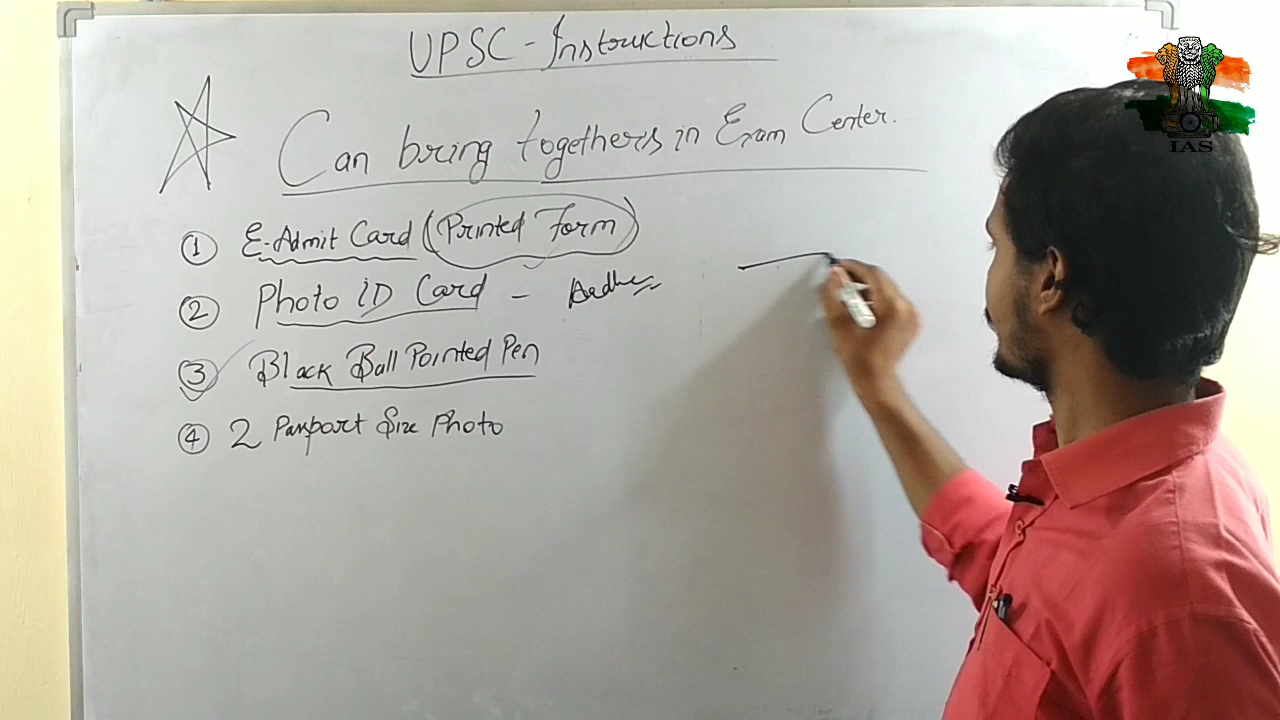 UPSC - Instructions
Can bring togethers in Exam Center.
① E-Admit Card (Printed Form)
② Photo ID Card -
③ Black Ball Pointed Pen
④ 2 Passport Size Photo
IAS